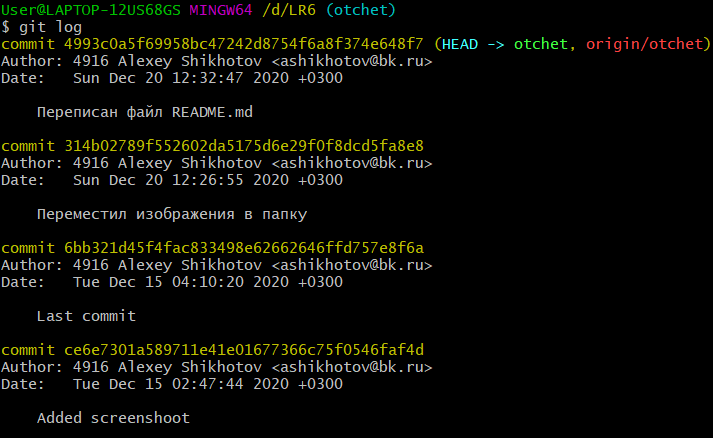 User@LAPTOP-12US68GS MINGW64 /d/LR6 (otchet)
$ git log
commit 4993c0a5f69958bc47242d8754f6a8f374e648f7 (HEAD -> otchet, origin/otchet)
Author: 4916 Alexey Shikhotov <ashikhotov@bk.ru>
Date:   Sun Dec 20 12:32:47 2020 +0300
Переписан файл README.md
commit 314b02789f552602da5175d6e29f0f8dcd5fa8e8
Author: 4916 Alexey Shikhotov <ashikhotov@bk.ru>
Date:   Sun Dec 20 12:26:55 2020 +0300
Переместил изображения в папку
commit 6bb321d45f4fac833498e62662646ffd757e8f6a
Author: 4916 Alexey Shikhotov <ashikhotov@bk.ru>
Date:   Tue Dec 15 04:10:20 2020 +0300
Last commit
commit ce6e7301a589711e41e01677366c75f0546faf4d
Author: 4916 Alexey Shikhotov <ashikhotov@bk.ru>
Date:   Tue Dec 15 02:47:44 2020 +0300
Added screenshoot